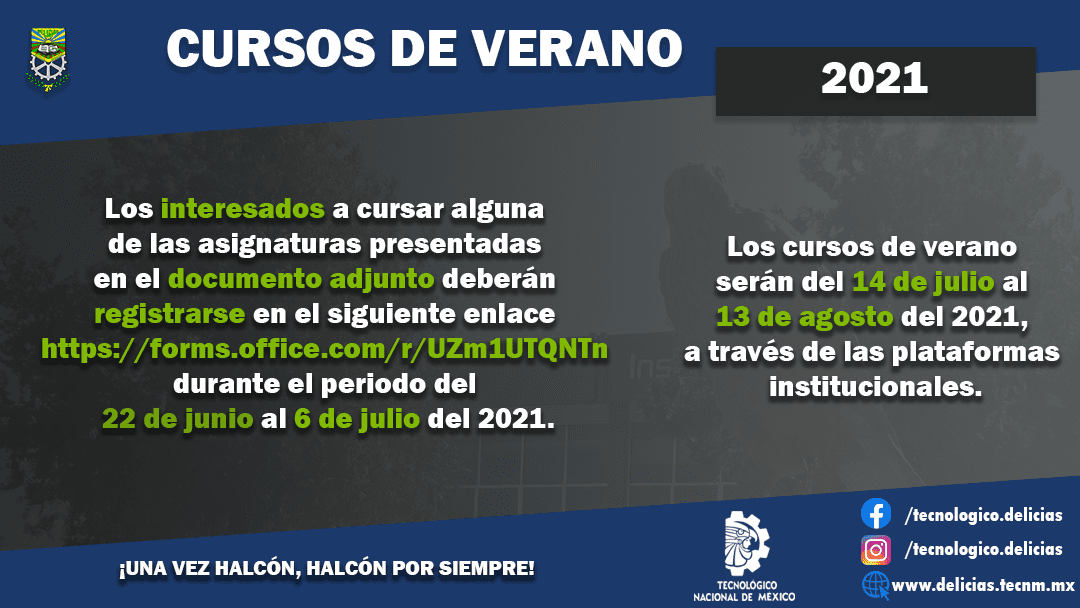 CURSOS DE VERANO
2021
Los interesados a cursar alguna
de las asignaturas presentadas
en el documento adjunto deberán
registrarse en el siguiente enlace
https://forms.office.com/r/UZm1UTQNTn
durante el periodo del
22 de junio al 6 de julio del 2021.
Los cursos de verano
serán del 14 de julio al
13 de agosto del 2021,
a través de las plataformas
institucionales.
¡UNA VEZ HALCÓN, HALCÓN POR SIEMPRE!
TECNOLÓGICO
NACIONAL DE MÉXICO
/tecnologico.delicias
/tecnologico.delicias
www.delicias.tecnm.mx